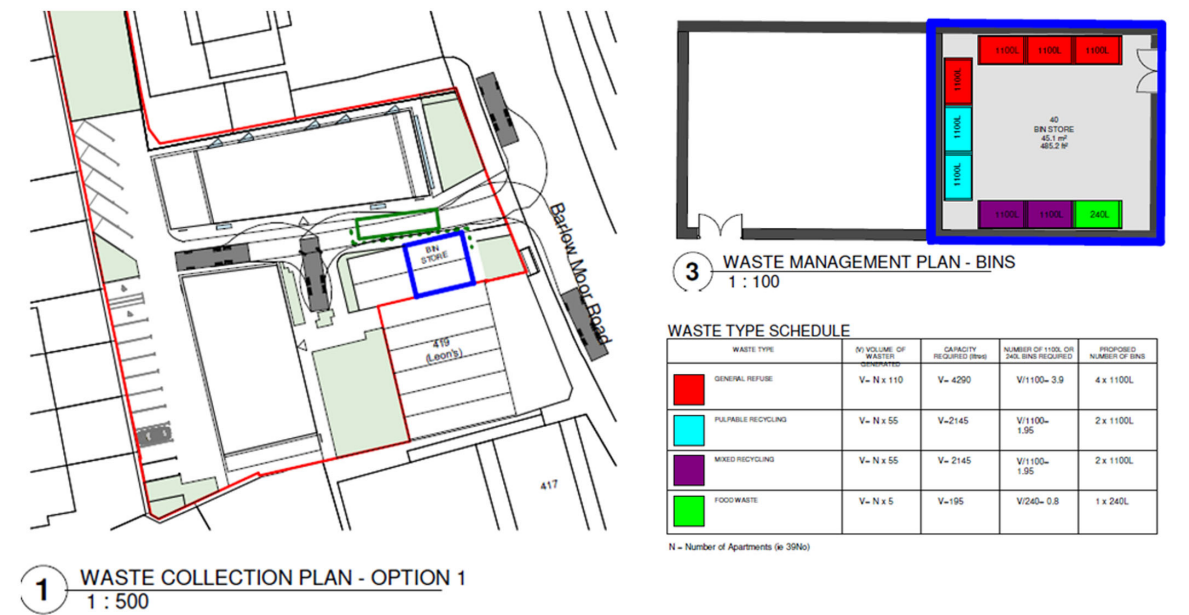 BIN
STORE
Barlow Moor Road
419
(Leon's)
417
1 WASTE COLLECTION PLAN - OPTION 1
1 : 500
1100L 1100L 1100L
1100L
1100L
1100L
40
BIN STORE
45.1 m²
485.2 ft²
1100L 1100L 240L
3 WASTE MANAGEMENT PLAN - BINS
1 : 100
WASTE TYPE SCHEDULE
WASTE TYPE (V) VOLUME OF WASTER GENERATED CAPACITY REQUIRED (litres) NUMBER OF 1100L OR 240L BINS REQUIRED PROPOSED NUMBER OF BINS
GENERAL REFUSE V= N x 110 V= 4290 V/1100= 3.9 4 x 1100L
PULPABLE RECYCLING V= N x 55 V=2145 V/1100= 1.95 2 x 1100L
MIXED RECYCLING V= N x 55 V= 2145 V/1100= 1.95 2 x 1100L
FOOD WASTE V= N x 5 V=195 V/240= 0.8 1 x 240L
N = Number of Apartments (ie 39No)